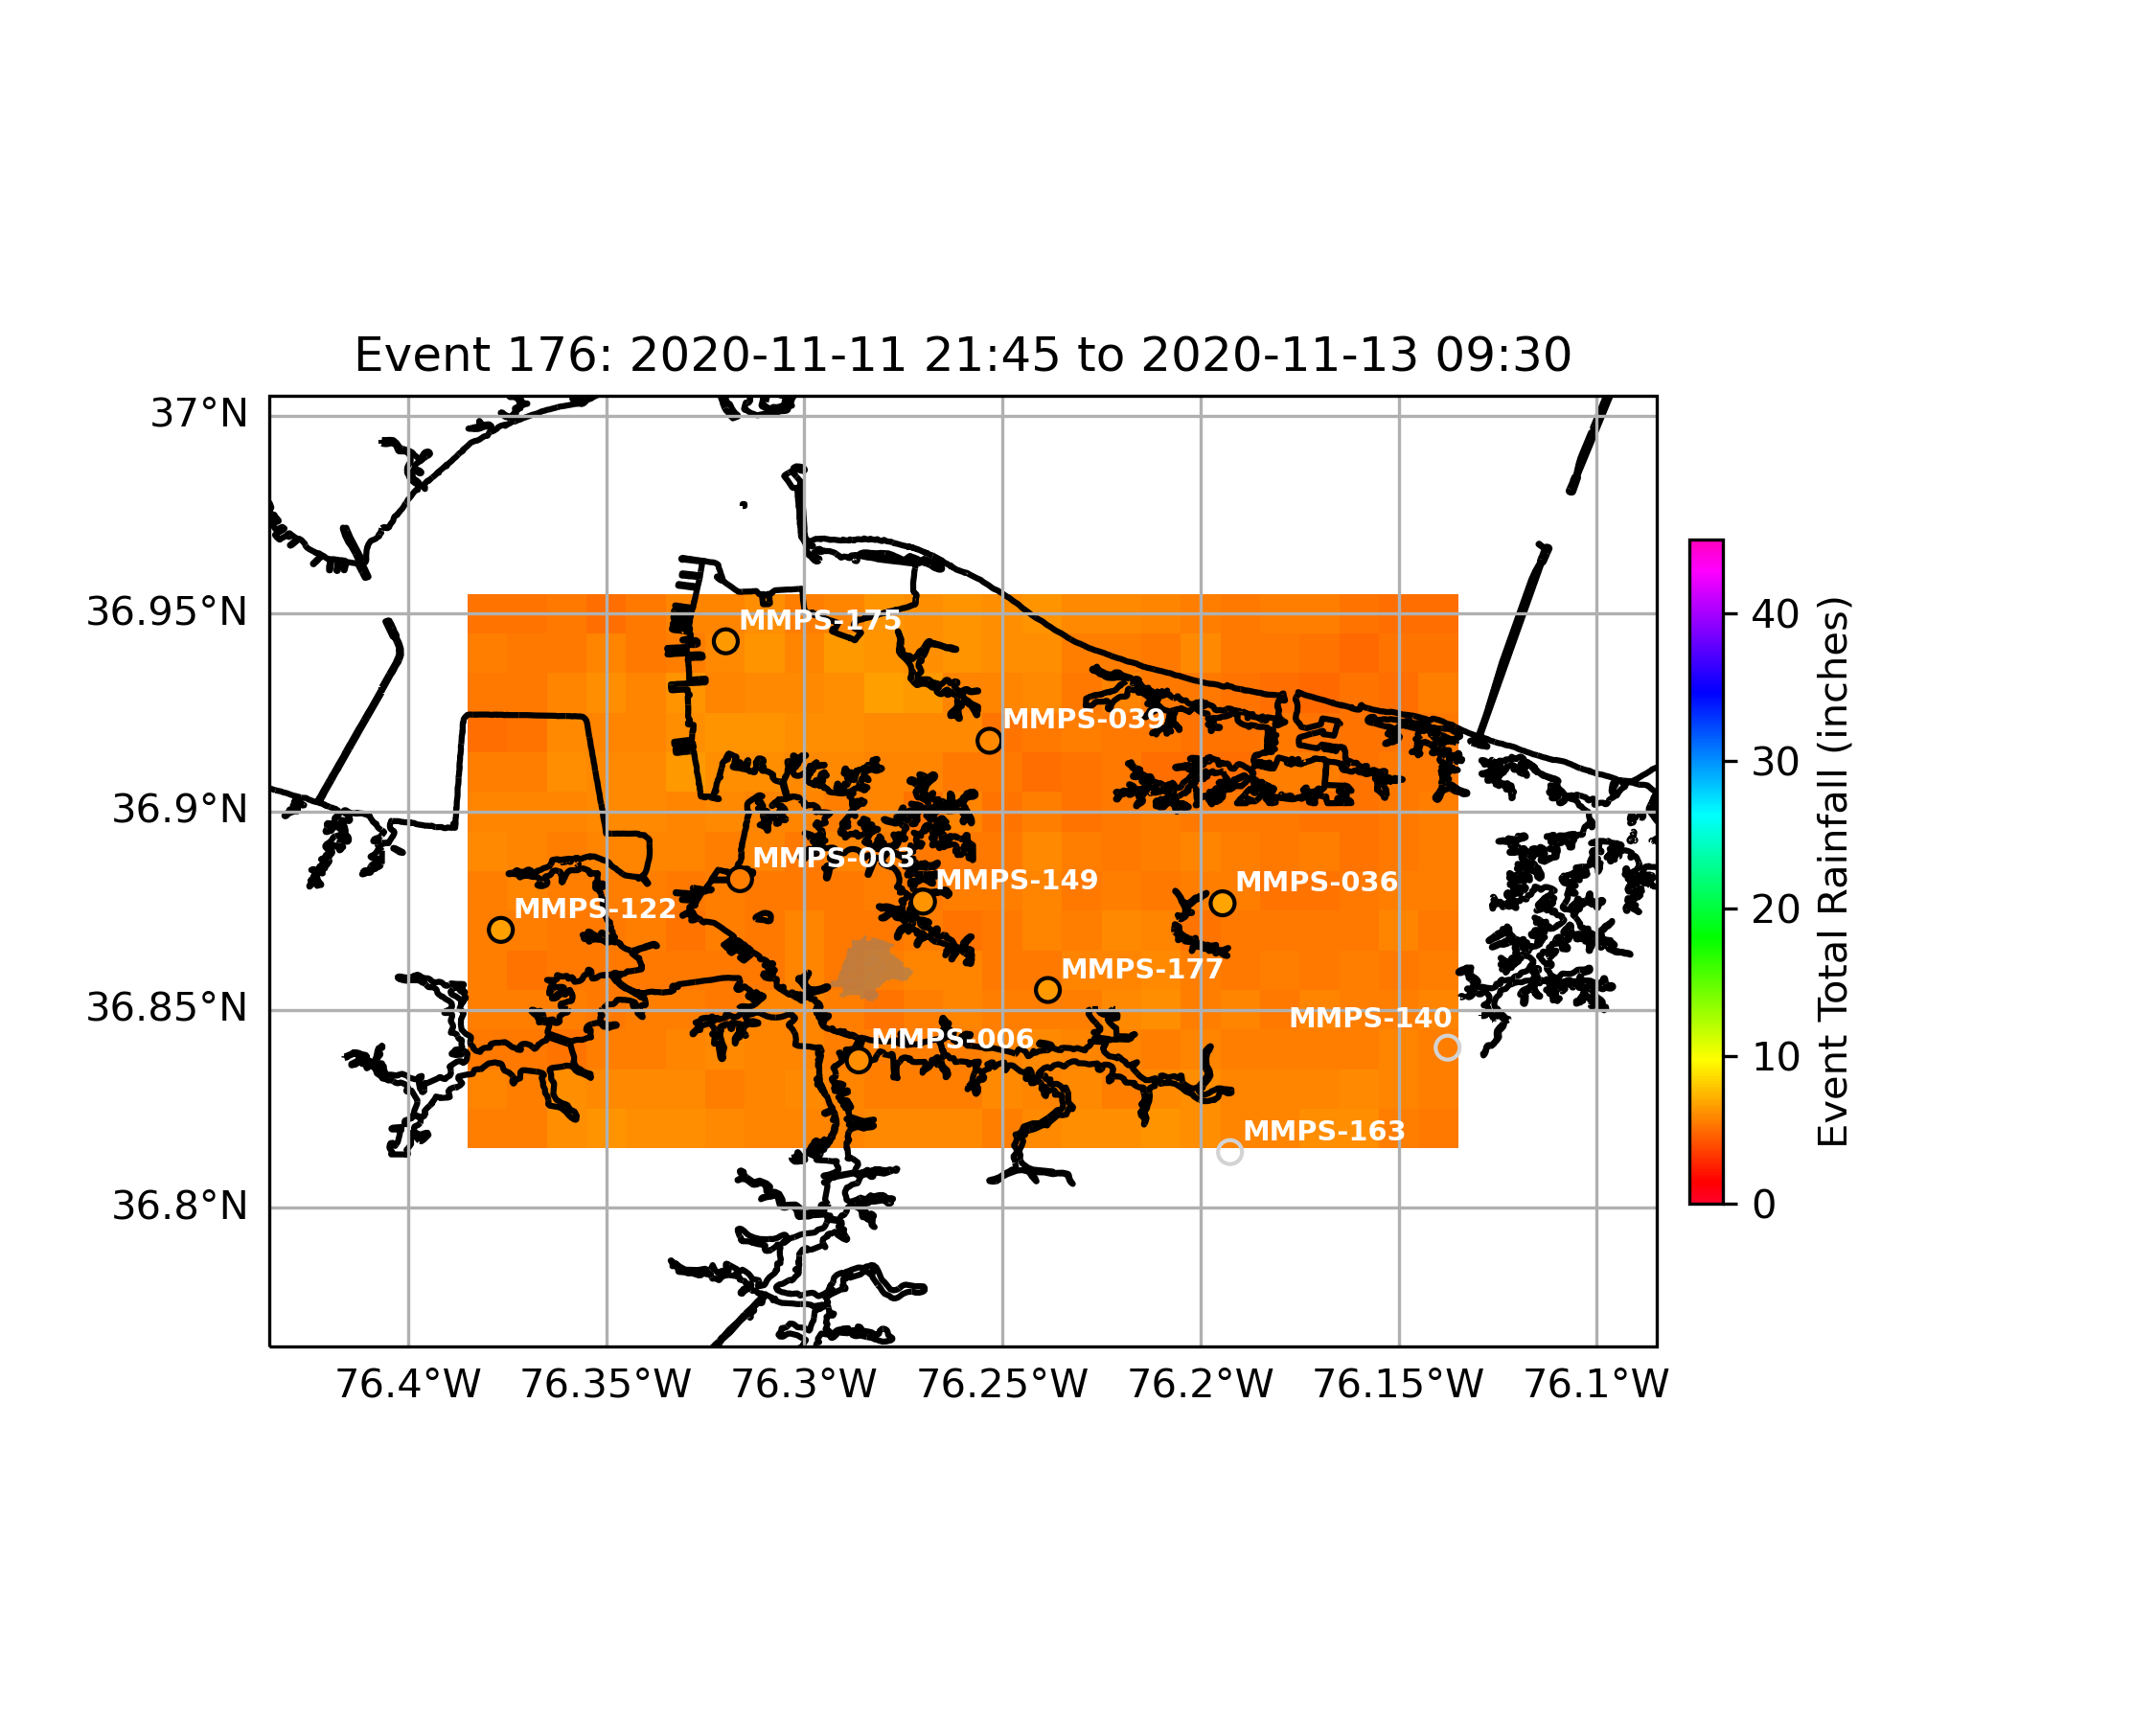 Event 176: 2020-11-11 21:45 to 2020-11-13 09:30
37°N
36.95°N
36.9°N
36.85°N
36.8°N
MMPS-175
MMPS-039
MMPS-003
MMPS-149
MMPS-036
MMPS-122
MMPS-177
MMPS-140
MMPS-006
MMPS-163
76.4°W
76.35°W
76.3°W
76.25°W
76.2°W
76.15°W
76.1°W
40
30
20
10
0
Event Total Rainfall (inches)